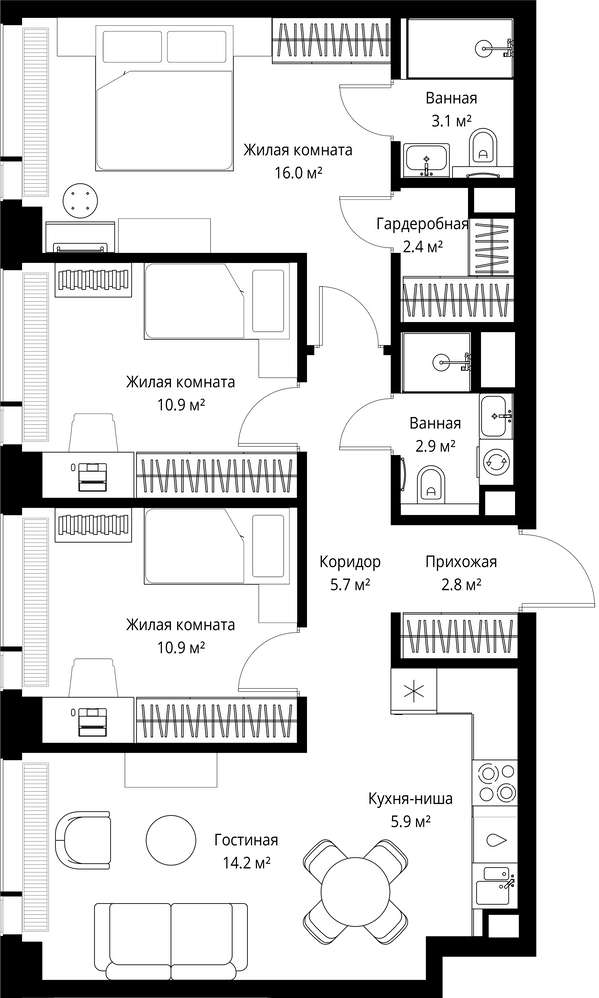 Ванная
3.1 м²
Жилая комната
16.0 м²
Гардеробная
2.4 м²
Жилая комната
10.9 м²
Ванная
2.9 м²
Коридор
5.7 м²
Прихожая
2.8 м²
Жилая комната
10.9 м²
Кухня-ниша
5.9 м²
Гостиная
14.2 м²